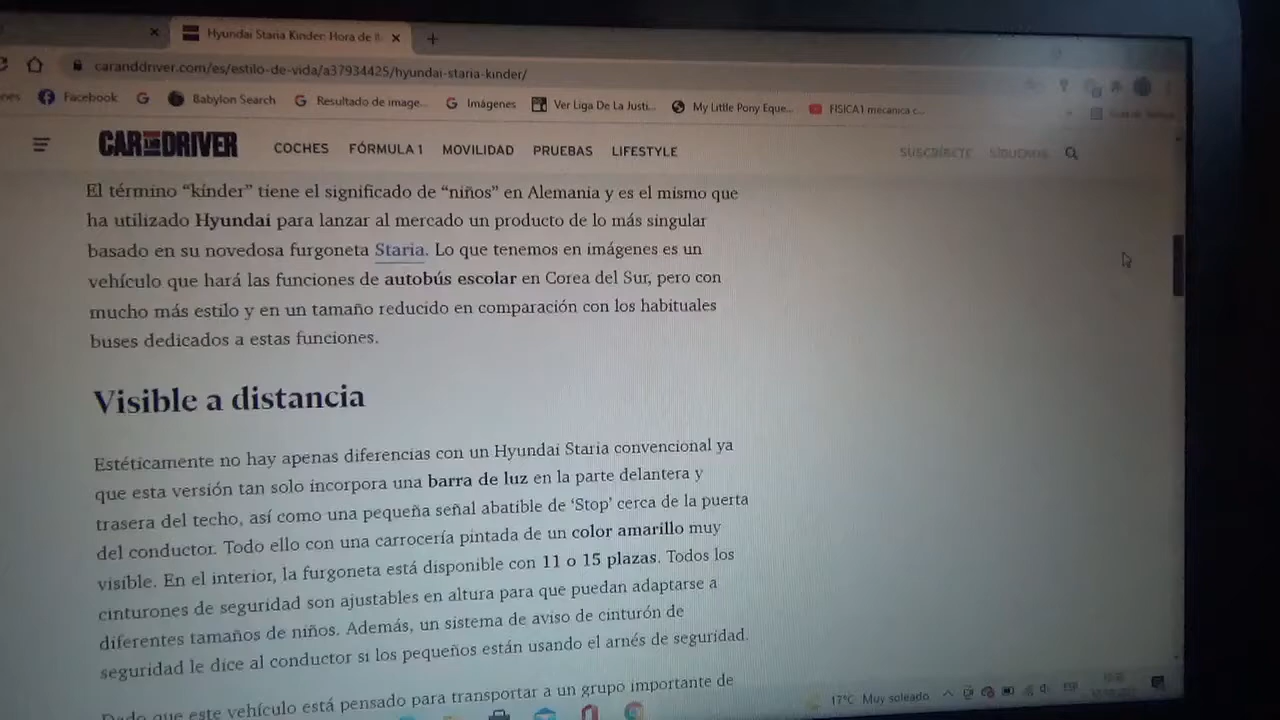 Hyundai Staria Kinder: Hora de ll
caranddriver.com/es/estilo-de-vida/a37934425/hyundai-staria-kinder/
Facebook Babylon Search Resultado de image... Imágenes Ver Liga De La Justi... My Little Pony Eque... FISICA1 mecanica c...
CAR AND DRIVER COCHES FÓRMULA 1 MOVILIDAD PRUEBAS LIFESTYLE SUSCRÍBETE SÍGUENOS
El término “kínder” tiene el significado de “niños” en Alemania y es el mismo que
ha utilizado Hyundai para lanzar al mercado un producto de lo más singular
basado en su novedosa furgoneta Staria. Lo que tenemos en imágenes es un
vehículo que hará las funciones de autobús escolar en Corea del Sur, pero con
mucho más estilo y en un tamaño reducido en comparación con los habituales
buses dedicados a estas funciones.
Visible a distancia
Estéticamente no hay apenas diferencias con un Hyundai Staria convencional ya
que esta versión tan solo incorpora una barra de luz en la parte delantera y
trasera del techo, así como una pequeña señal abatible de ‘Stop’ cerca de la puerta
del conductor. Todo ello con una carrocería pintada de un color amarillo muy
visible. En el interior, la furgoneta está disponible con 11 o 15 plazas. Todos los
cinturones de seguridad son ajustables en altura para que puedan adaptarse a
diferentes tamaños de niños. Además, un sistema de aviso de cinturón de
seguridad le dice al conductor si los pequeños están usando el arnés de seguridad.
Dado que este vehículo está pensado para transportar a un grupo importante de
17°C Muy soleado ESP